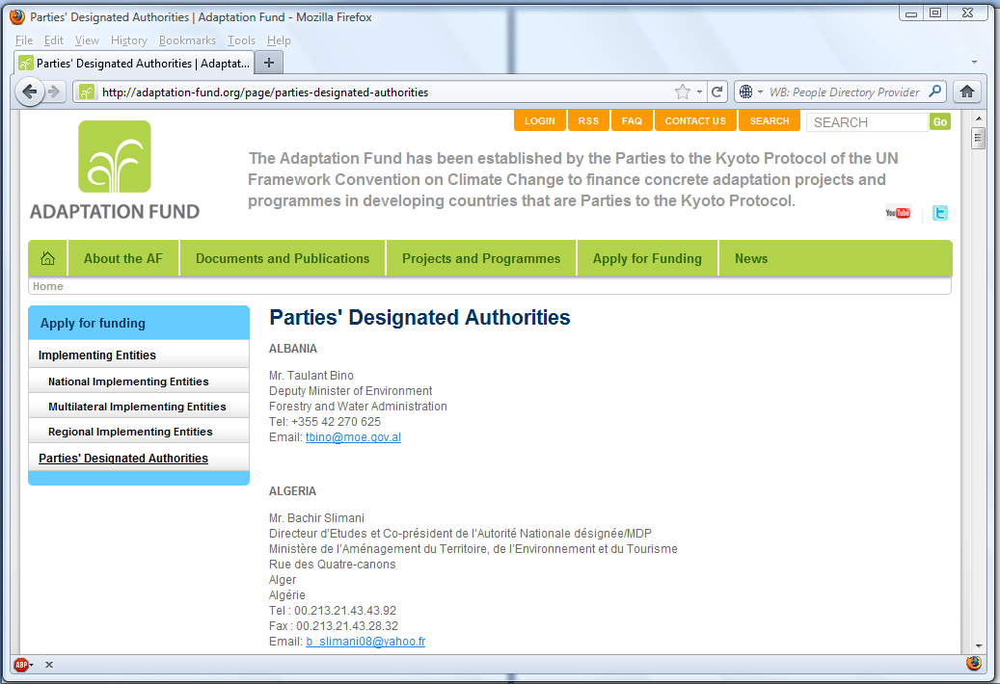 Parties' Designated Authorities | Adaptation Fund - Mozilla Firefox
File Edit View History Bookmarks Tools Help
Parties' Designated Authorities | Adaptat...
http://adaptation-fund.org/page/parties-designated-authorities
WB: People Directory Provider
LOGIN RSS FAQ CONTACT US SEARCH SEARCH Go
ADAPTATION FUND
The Adaptation Fund has been established by the Parties to the Kyoto Protocol of the UN
Framework Convention on Climate Change to finance concrete adaptation projects and
programmes in developing countries that are Parties to the Kyoto Protocol.
You Tube
t
About the AF Documents and Publications Projects and Programmes Apply for Funding News
Home
Apply for funding
Implementing Entities
National Implementing Entities
Multilateral Implementing Entities
Regional Implementing Entities
Parties' Designated Authorities
Parties' Designated Authorities
ALBANIA
Mr. Taulant Bino
Deputy Minister of Environment
Forestry and Water Administration
Tel: +355 42 270 625
Email: tbino@moe.gov.al
ALGERIA
Mr. Bachir Slimani
Directeur d'Etudes et Co-président de l'Autorité Nationale désignée/MDP
Ministère de l'Aménagement du Territoire, de l'Environnement et du Tourisme
Rue des Quatre-canons
Alger
Algérie
Tel : 00.213.21.43.43.92
Fax : 00.213.21.43.28.32
Email: b_slimani08@yahoo.fr
ABP